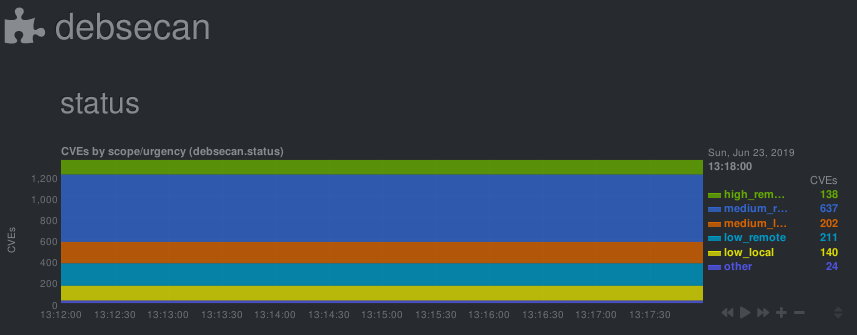 debsecan
status
CVEs by scope/urgency (debsecan.status)
Sun, Jun 23, 2019
13:18:00
CVEs
high_rem... 138
medium_r... 637
medium_l... 202
low_remote 211
low_local 140
other 24
CVEs
1,200
1,000
800
600
400
200
0
13:12:00 13:12:30 13:13:00 13:13:30 13:14:00 13:14:30 13:15:00 13:15:30 13:16:00 13:16:30 13:17:00 13:17:30